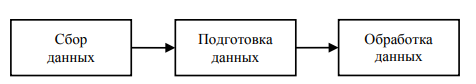 Сбор
данных
Подготовка
данных
Обработка
данных